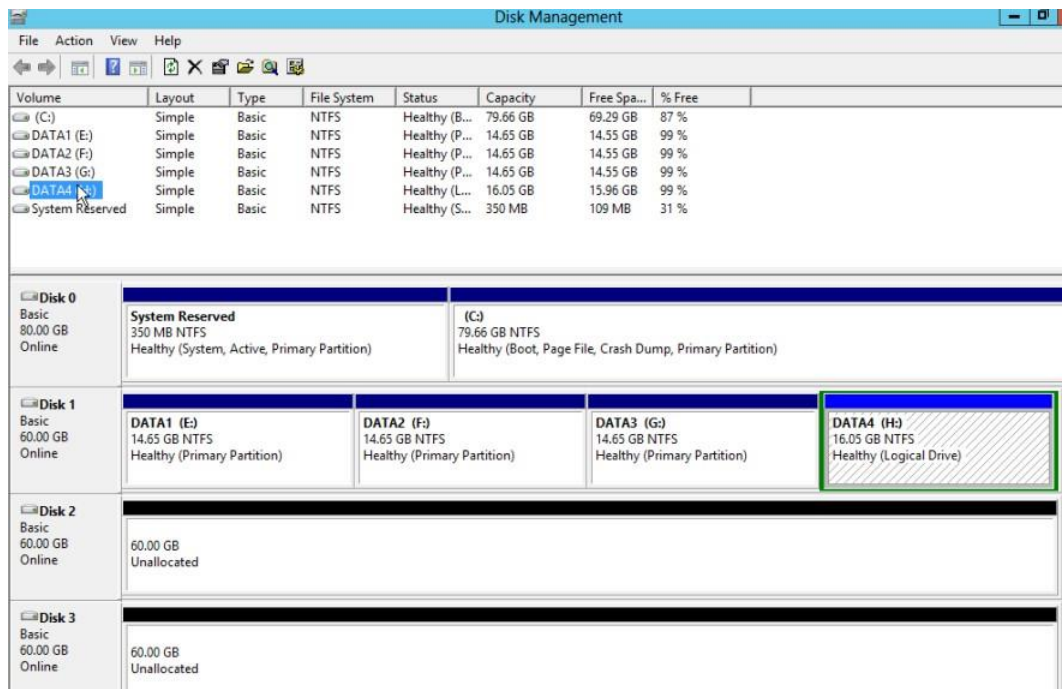 Disk Management
File Action View Help
Volume Layout Type File System Status Capacity Free Spa... % Free
(C:) Simple Basic NTFS Healthy (B... 79.66 GB 69.29 GB 87 %
DATA1 (E:) Simple Basic NTFS Healthy (P... 14.65 GB 14.55 GB 99 %
DATA2 (F:) Simple Basic NTFS Healthy (P... 14.65 GB 14.55 GB 99 %
DATA3 (G:) Simple Basic NTFS Healthy (P... 14.65 GB 14.55 GB 99 %
DATA4 Simple Basic NTFS Healthy (L... 16.05 GB 15.96 GB 99 %
System Reserved Simple Basic NTFS Healthy (S... 350 MB 109 MB 31 %
Disk 0
Basic
80.00 GB
Online
System Reserved
350 MB NTFS
Healthy (System, Active, Primary Partition)
(C:)
79.66 GB NTFS
Healthy (Boot, Page File, Crash Dump, Primary Partition)
Disk 1
Basic
60.00 GB
Online
DATA1 (E:)
14.65 GB NTFS
Healthy (Primary Partition)
DATA2 (F:)
14.65 GB NTFS
Healthy (Primary Partition)
DATA3 (G:)
14.65 GB NTFS
Healthy (Primary Partition)
DATA4 (H:)
16.05 GB NTFS
Healthy (Logical Drive)
Disk 2
Basic
60.00 GB
Online
60.00 GB
Unallocated
Disk 3
Basic
60.00 GB
Online
60.00 GB
Unallocated